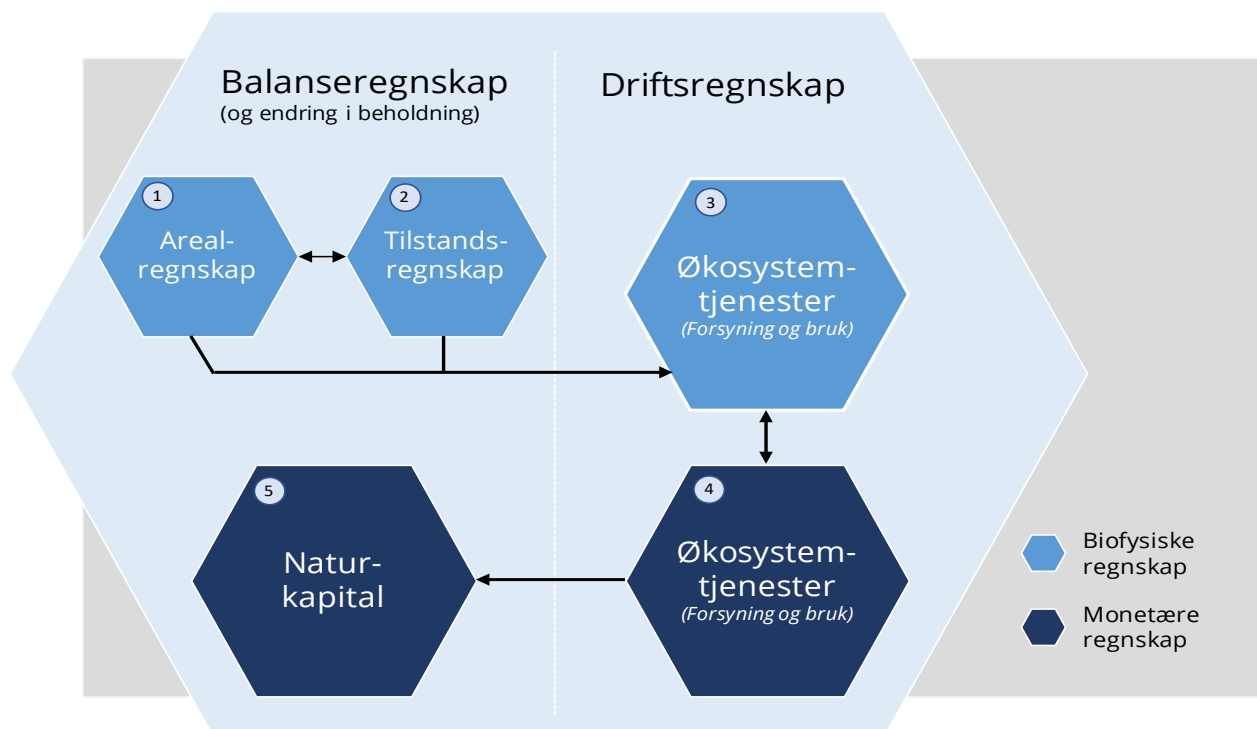 Balanseregnskap
(og endring i beholdning)
Driftsregnskap
1
Areal-
regnskap
2
Tilstands-
regnskap
3
Økosystem-
tjenester
(Forsyning og bruk)
5
Natur-
kapital
4
Økosystem-
tjenester
(Forsyning og bruk)
Biofysiske
regnskap
Monetære
regnskap